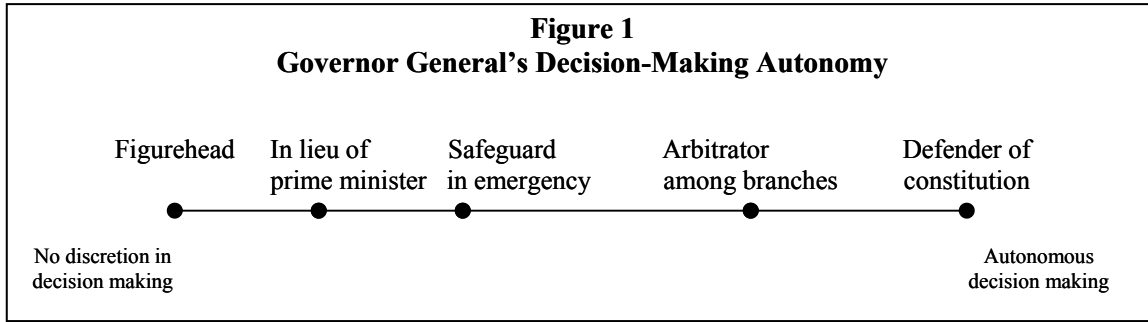 Figure 1
Governor General’s Decision-Making Autonomy
Figurehead
In lieu of
prime minister
Safeguard
in emergency
Arbitrator
among branches
Defender of
constitution
No discretion in
decision making
Autonomous
decision making